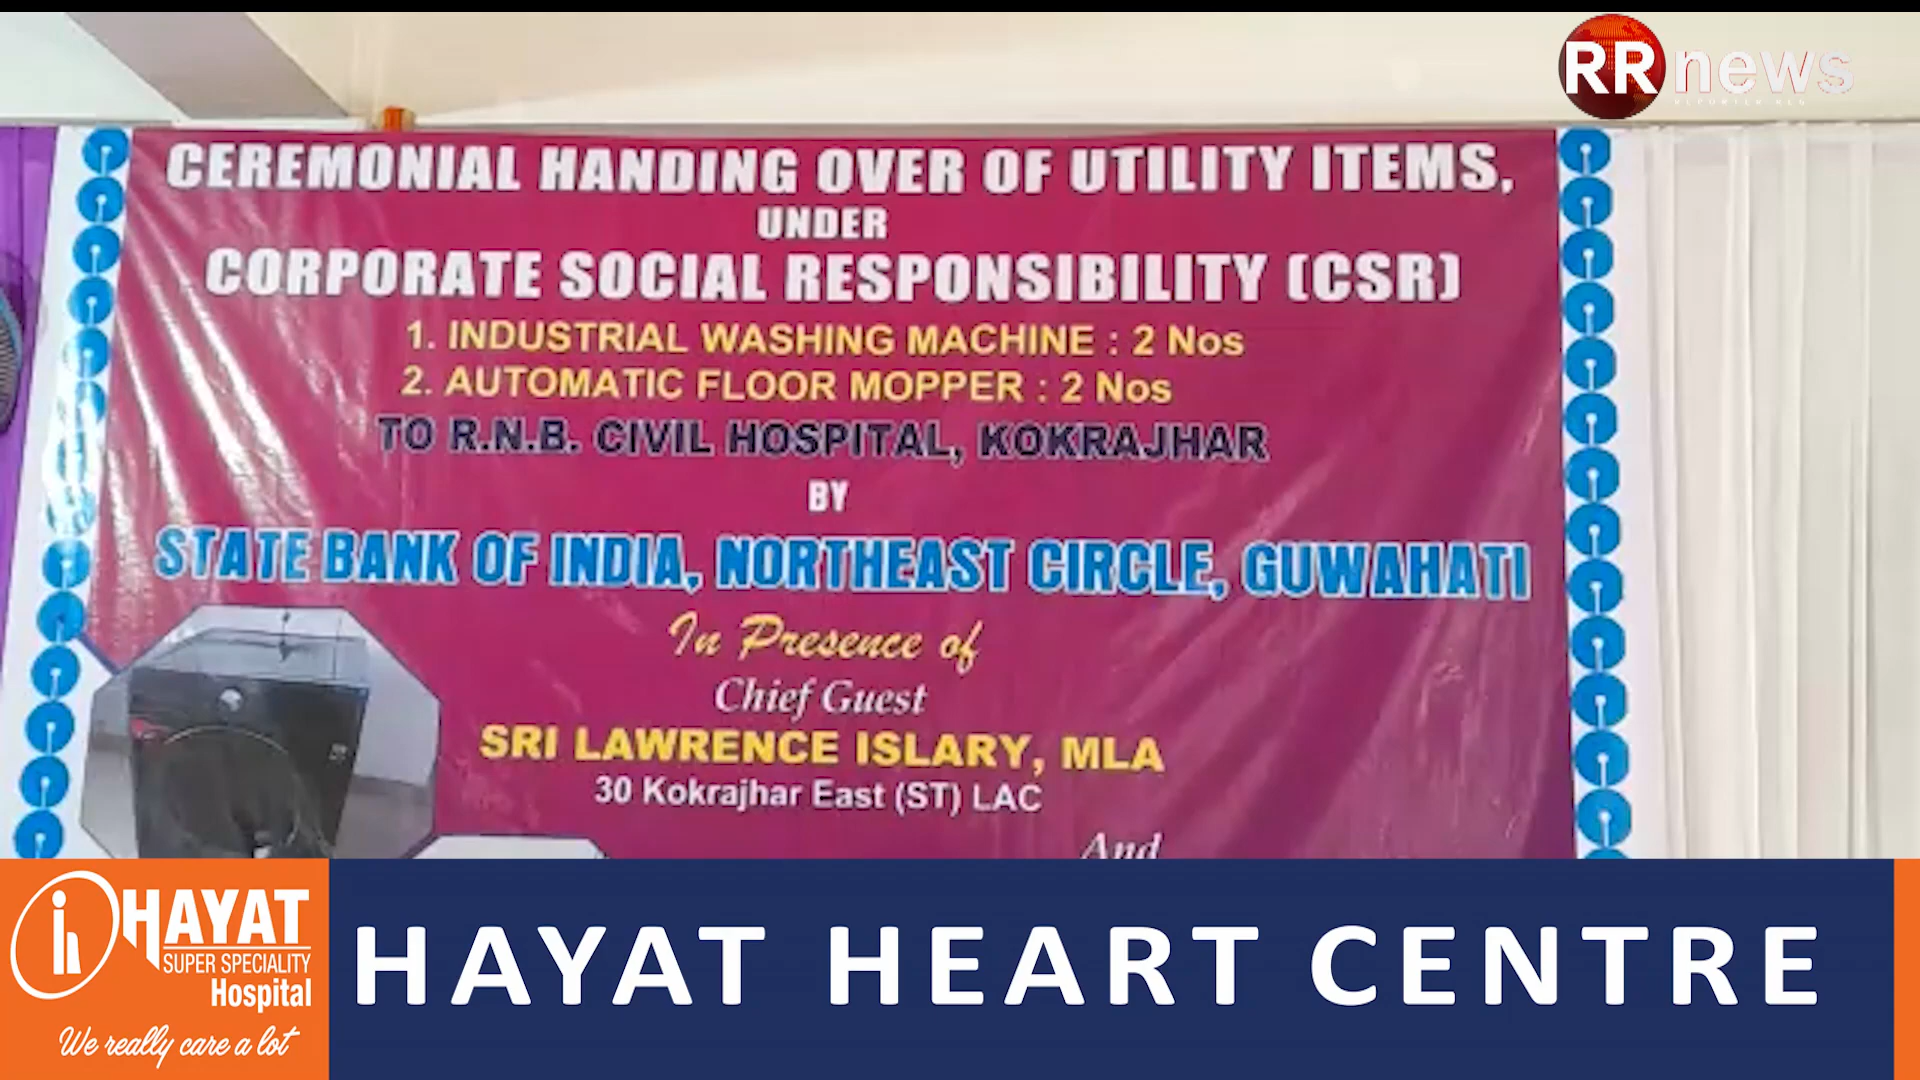 RR news
CEREMONIAL HANDING OVER OF UTILITY ITEMS,
UNDER
CORPORATE SOCIAL RESPONSIBILITY (CSR)
1. INDUSTRIAL WASHING MACHINE : 2 Nos
2. AUTOMATIC FLOOR MOPPER : 2 Nos
TO R.N.B. CIVIL HOSPITAL, KOKRAJHAR
BY
STATE BANK OF INDIA, NORTHEAST CIRCLE, GUWAHATI
In Presence of
Chief Guest
SRI LAWRENCE ISLARY, MLA
30 Kokrajhar East (ST) LAC
And
HAYAT
SUPER SPECIALITY
Hospital
We really care a lot
HAYAT HEART CENTRE